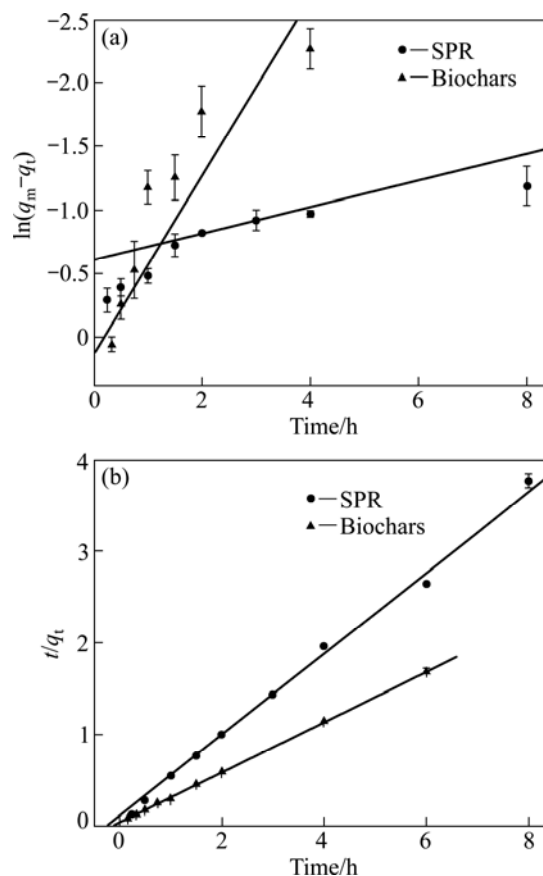 (a)
● — SPR
▲ — Biochars
−2.5
−2.0
−1.5
−1.0
−0.5
0
ln(qm−qt)
0 2 4 6 8
Time/h
(b)
● — SPR
▲ — Biochars
4
3
2
1
0
t/qt
0 2 4 6 8
Time/h